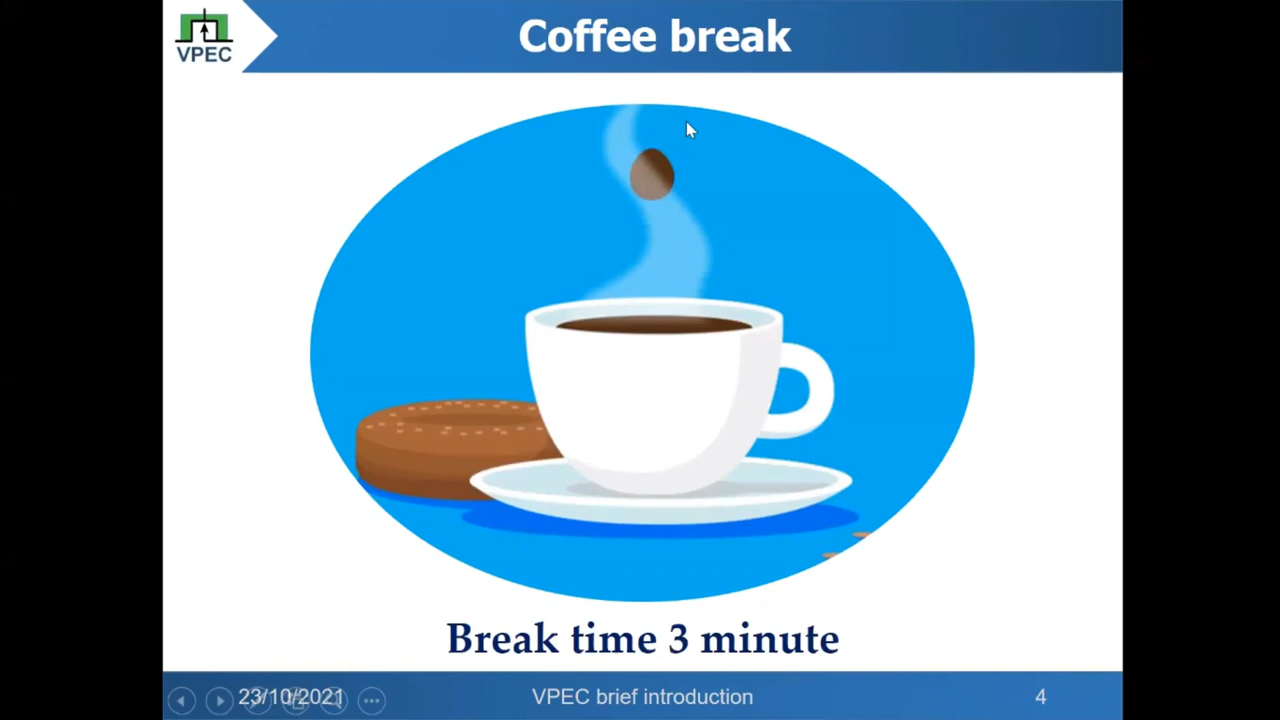 VPEC
Coffee break
Break time 3 minute
23/10/2021
VPEC brief introduction
4